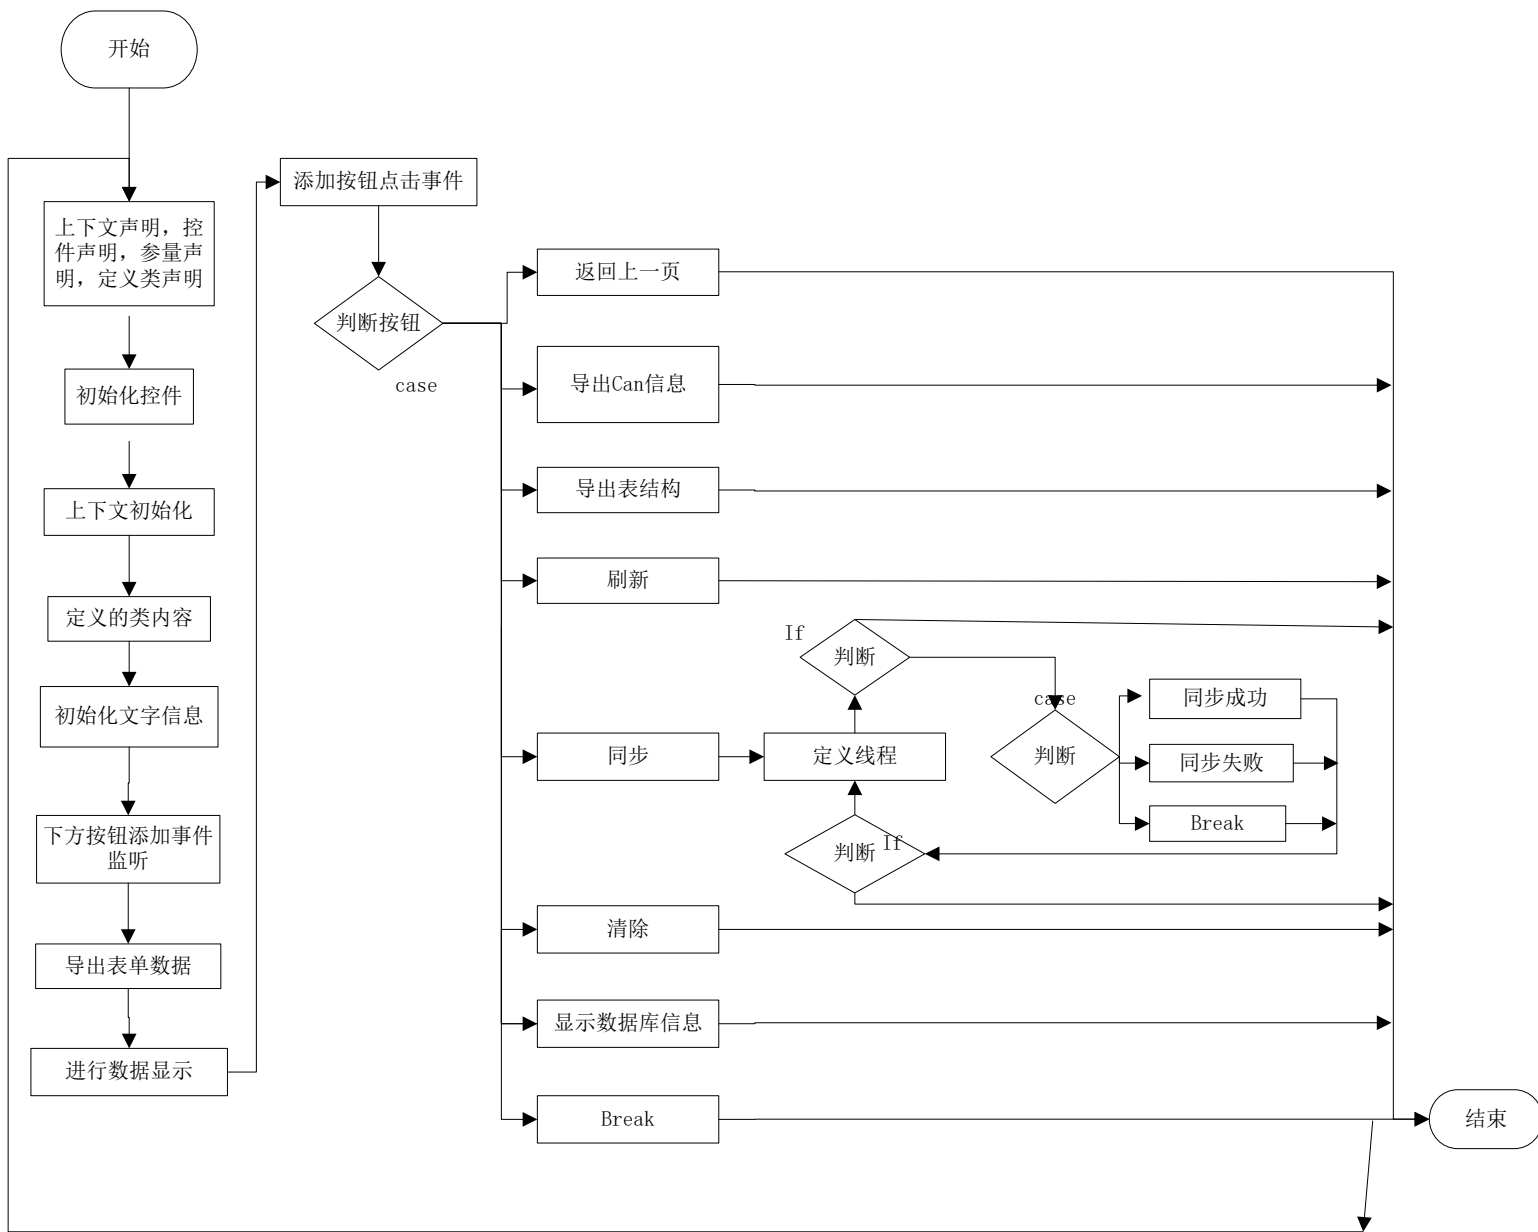 开始
上下文声明，控
件声明，参量声
明，定义类声明
初始化控件
上下文初始化
定义的类内容
初始化文字信息
下方按钮添加事件
监听
导出表单数据
进行数据显示
添加按钮点击事件
判断按钮
case
返回上一页
导出Can信息
导出表结构
刷新
同步
定义线程
If
判断
case
判断
同步成功
同步失败
Break
判断
If
清除
显示数据库信息
Break
结束